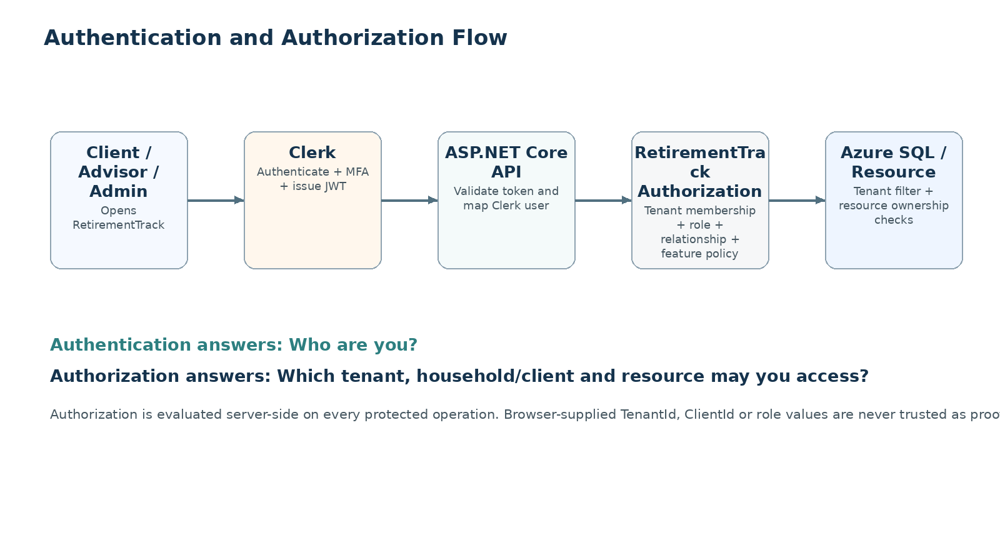 Authentication and Authorization Flow
Client /
Advisor /
Admin
Opens
RetirementTrack
Clerk
Authenticate + MFA
+ issue JWT
ASP.NET Core
API
Validate token and
map Clerk user
RetirementTra
ck
Authorization
Tenant membership
+ role +
relationship +
feature policy
Azure SQL /
Resource
Tenant filter +
resource ownership
checks
Authentication answers: Who are you?
Authorization answers: Which tenant, household/client and resource may you access?
Authorization is evaluated server-side on every protected operation. Browser-supplied TenantId, ClientId or role values are never trusted as